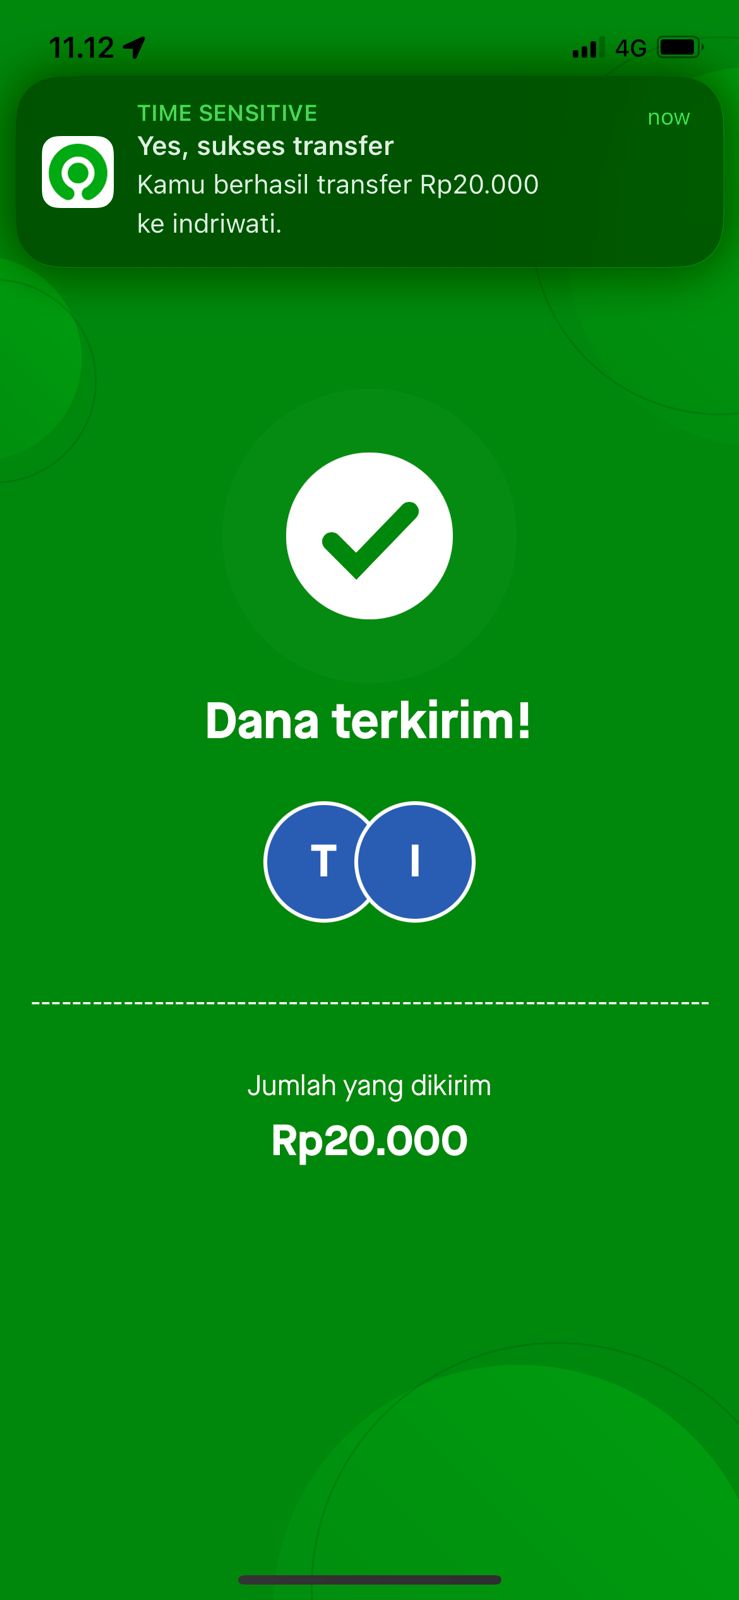 11.12
4G
TIME SENSITIVE
now
Yes, sukses transfer
Kamu berhasil transfer Rp20.000
ke indriwati.
Dana terkirim!
T I
Jumlah yang dikirim
Rp20.000